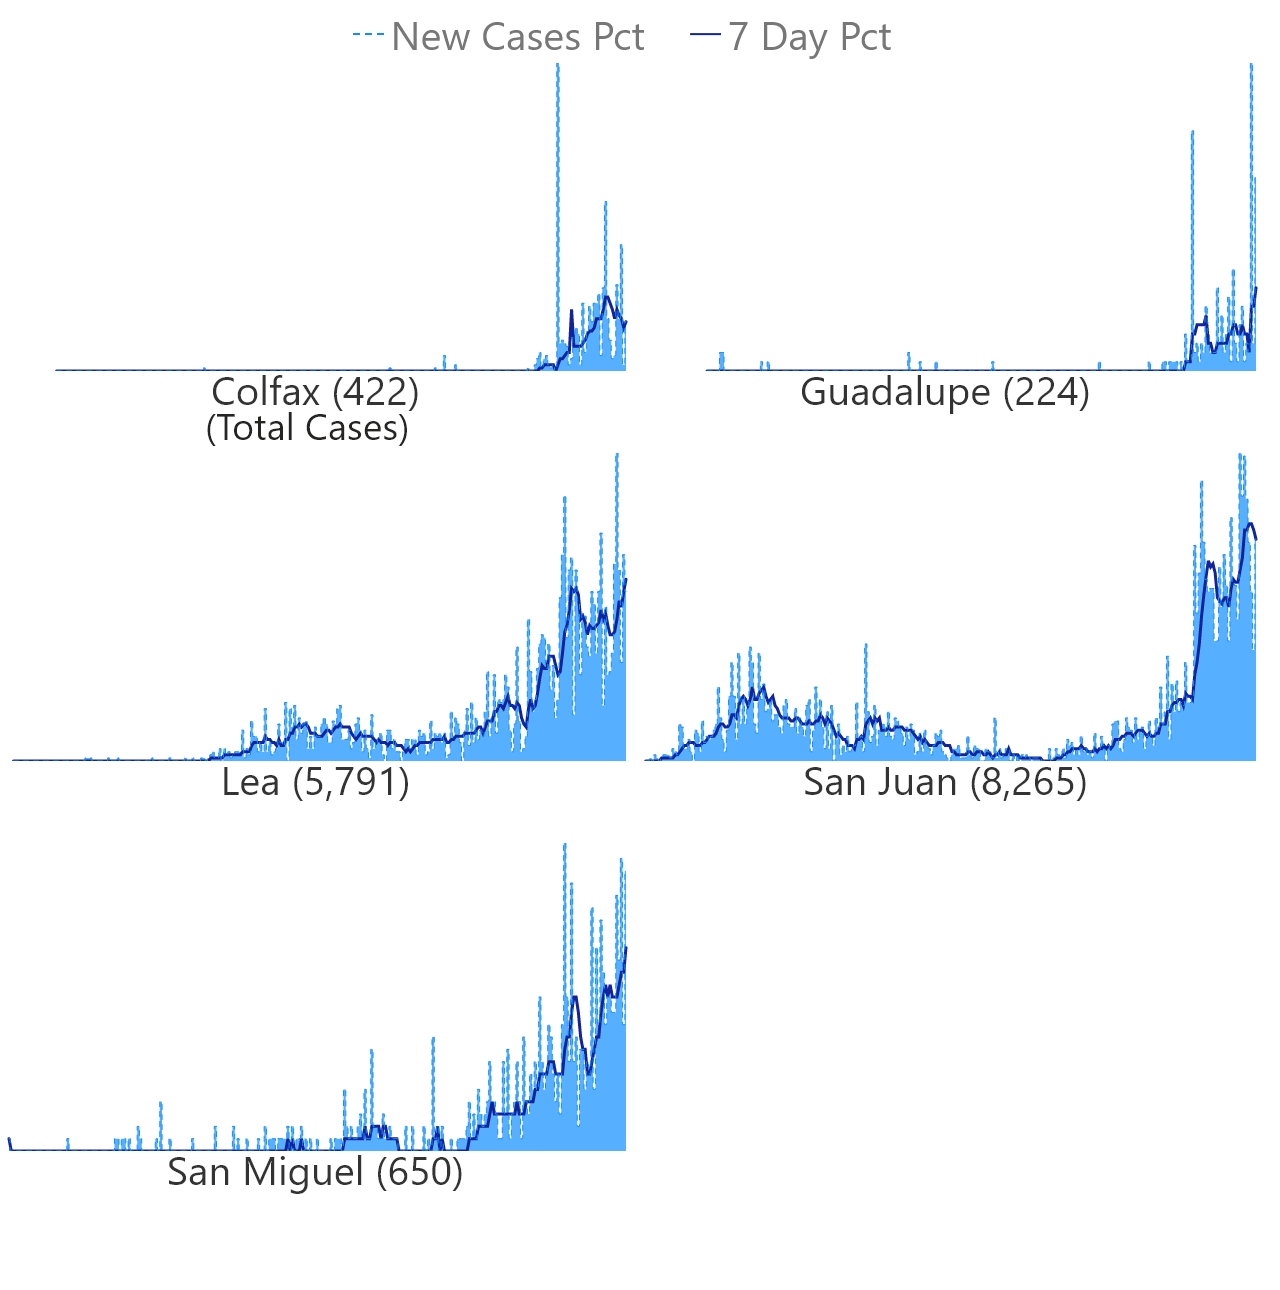 New Cases Pct 7 Day Pct
Colfax (422) Guadalupe (224)
(Total Cases)
Lea (5,791) San Juan (8,265)
San Miguel (650)